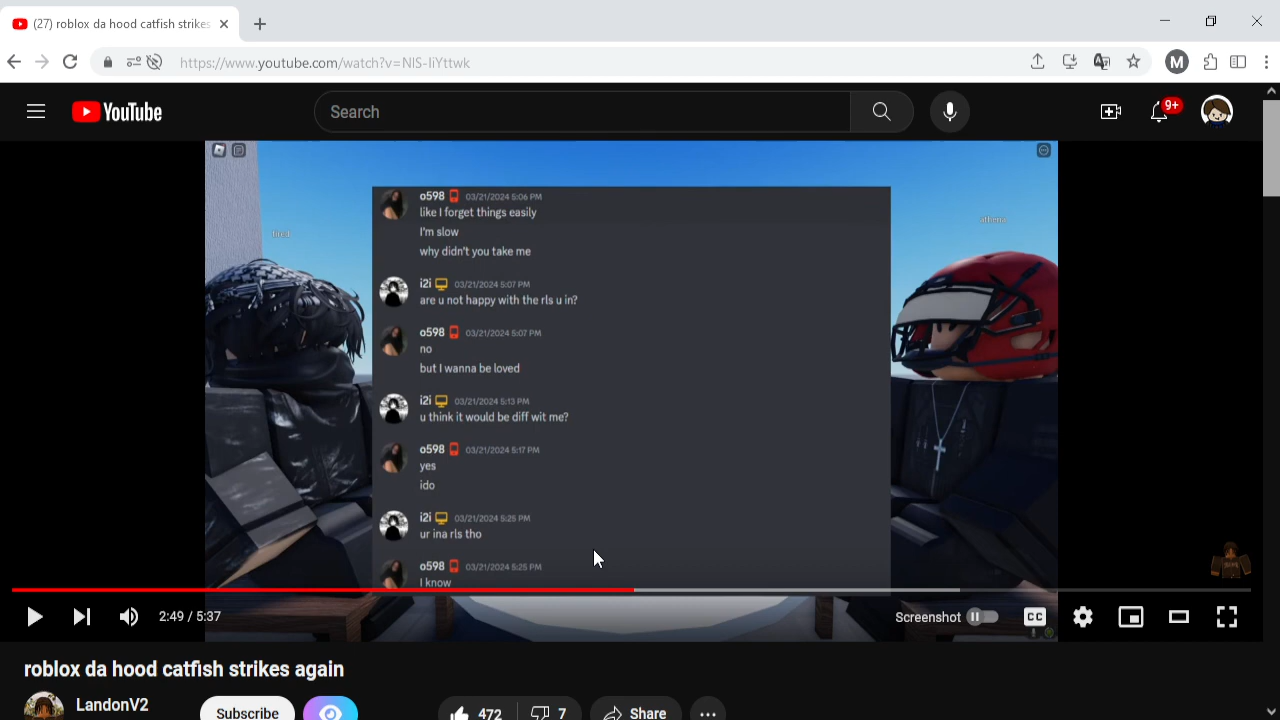 (27) roblox da hood catfish strikes
https://www.youtube.com/watch?v=NlS-IiYttwk
M
YouTube
Search
9+
fired
athena
o598 03/21/2024 5:06 PM
like I forget things easily
I'm slow
why didn't you take me
i2i 03/21/2024 5:07 PM
are u not happy with the rls u in?
o598 03/21/2024 5:07 PM
no
but I wanna be loved
i2i 03/21/2024 5:13 PM
u think it would be diff wit me?
o598 03/21/2024 5:17 PM
yes
ido
i2i 03/21/2024 5:25 PM
ur ina rls tho
o598 03/21/2024 5:25 PM
I know
2:49 / 5:37
Screenshot
CC
roblox da hood catfish strikes again
LandonV2
Subscribe
472
7
Share